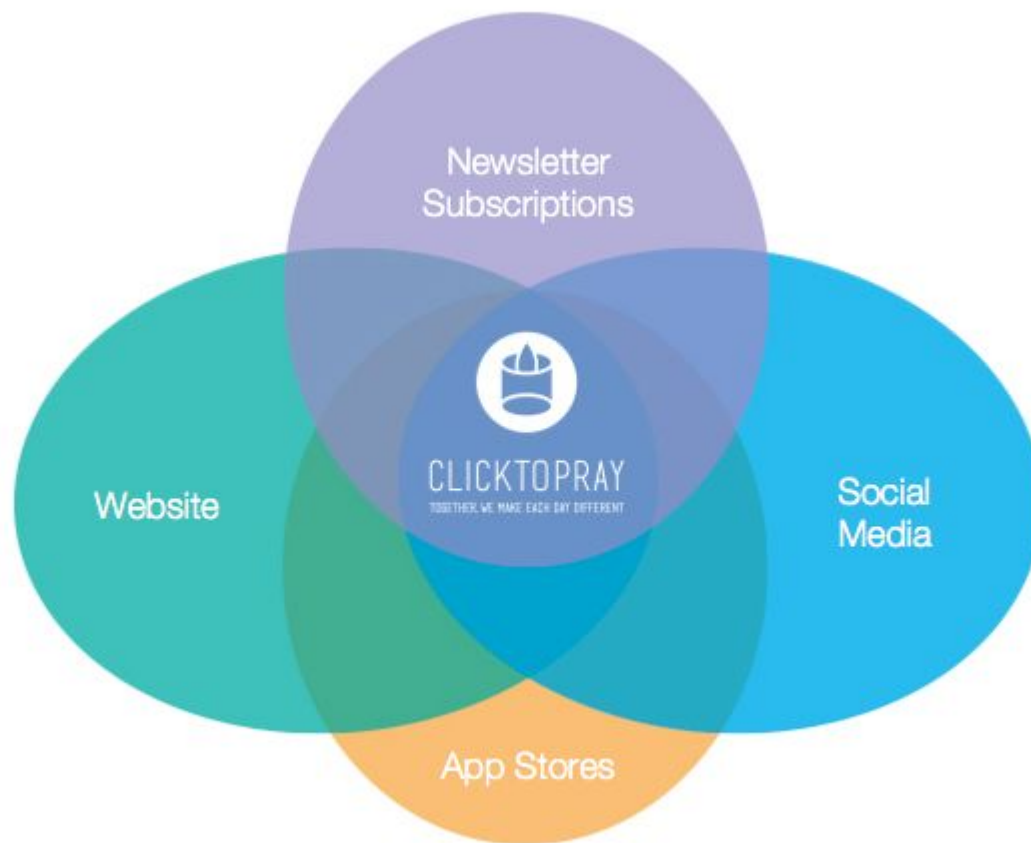 Newsletter
Subscriptions
CLICKTOPRAY
TOGETHER, WE MAKE EACH DAY DIFFERENT
Website
Social
Media
App Stores